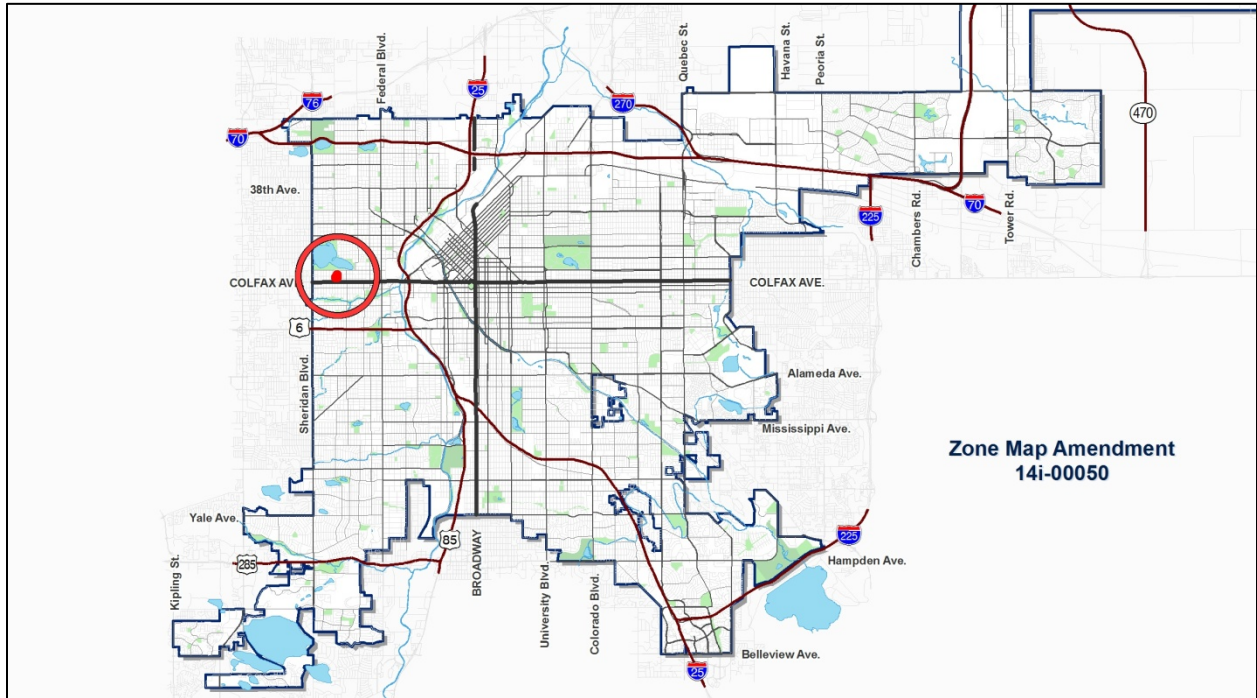 Federal Blvd.
Quebec St.
Havana St.
Peoria St.
76
25
270
470
70
38th Ave.
225
Chambers Rd.
70
Tower Rd.
COLFAX AVE.
COLFAX AVE.
6
Sheridan Blvd.
Alameda Ave.
Mississippi Ave.
Zone Map Amendment
14i-00050
Yale Ave.
85
BROADWAY
225
Hampden Ave.
285
Kipling St.
University Blvd.
Colorado Blvd.
Belleview Ave.
25